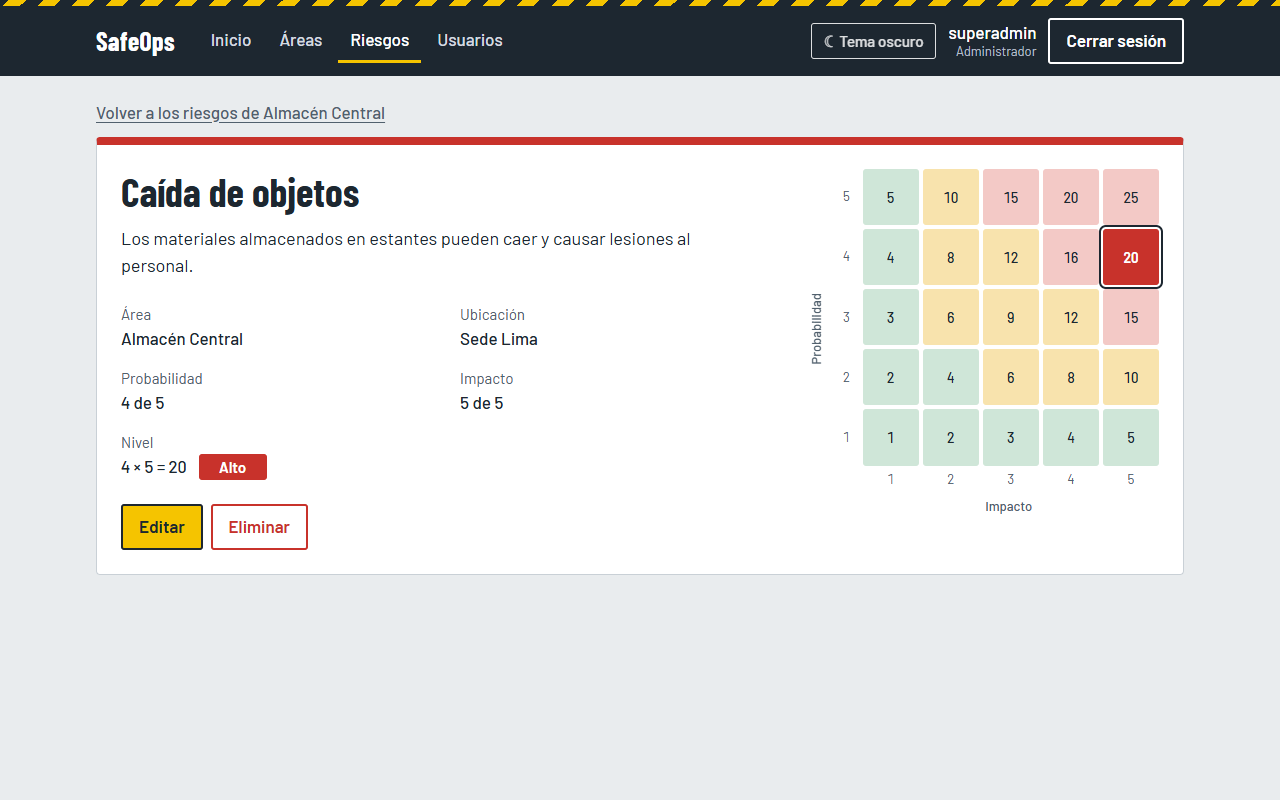 SafeOps
Inicio
Áreas
Riesgos
Usuarios
☾ Tema oscuro
superadmin
Administrador
Cerrar sesión
Volver a los riesgos de Almacén Central
Caída de objetos
Los materiales almacenados en estantes pueden caer y causar lesiones al
personal.
Área
Almacén Central
Ubicación
Sede Lima
Probabilidad
4 de 5
Impacto
5 de 5
Nivel
4 × 5 = 20 Alto
Editar
Eliminar
Probabilidad
5 5 10 15 20 25
4 4 8 12 16 20
3 3 6 9 12 15
2 2 4 6 8 10
1 1 2 3 4 5
1 2 3 4 5
Impacto